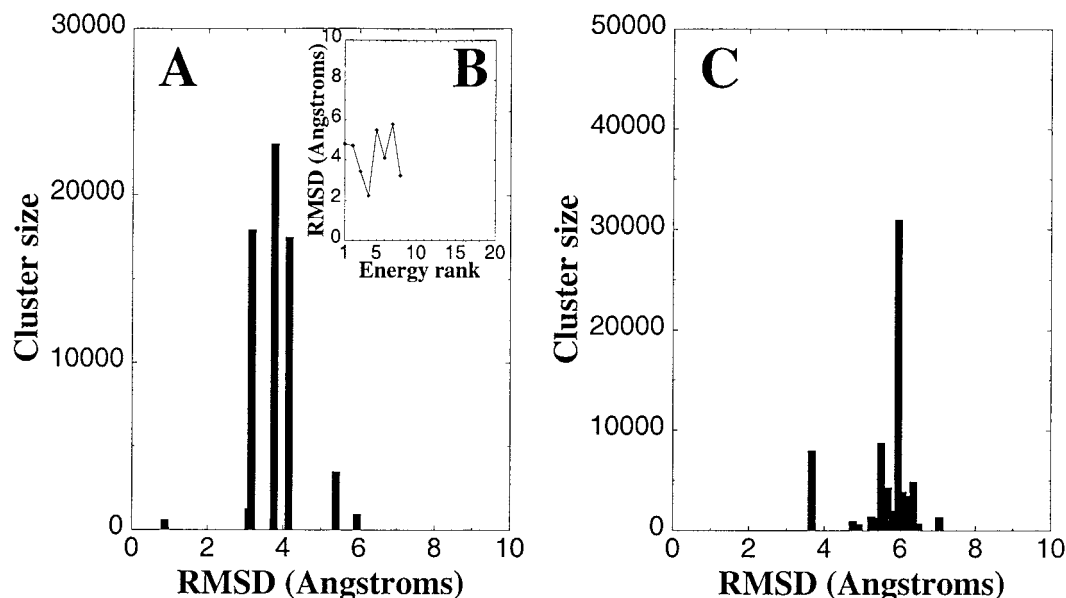 A
30000
20000
10000
0
Cluster size
0 2 4 6 8 10
RMSD (Angstroms)
B
10
8
6
4
2
0
RMSD (Angstroms)
1 5 10 15 20
Energy rank
C
50000
40000
30000
20000
10000
0
Cluster size
0 2 4 6 8 10
RMSD (Angstroms)